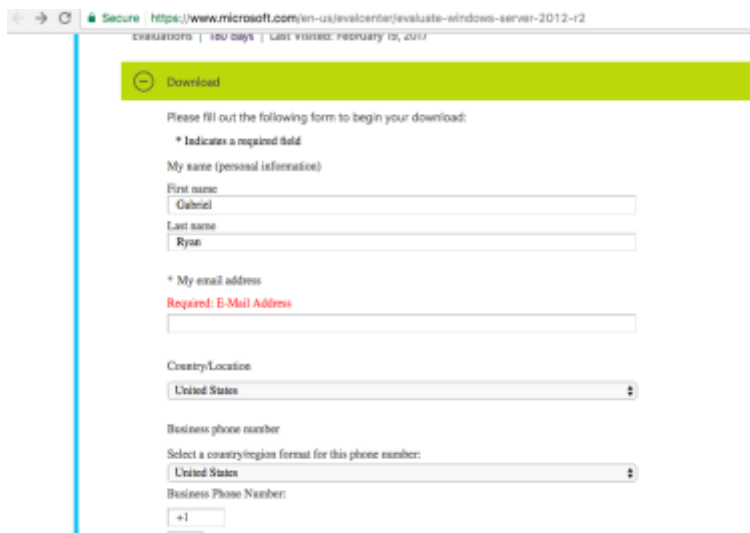 Secure https://www.microsoft.com/en-us/evalcenter/evaluate-windows-server-2012-r2
Evaluations | 180 days | Last Visited: February 19, 2017
Download
Please fill out the following form to begin your download:
* Indicates a required field
My name (personal information)
First name
Gabriel
Last name
Ryan
* My email address
Required: E-Mail Address
Country/Location
United States
Business phone number
Select a country/region format for this phone number:
United States
Business Phone Number:
+1